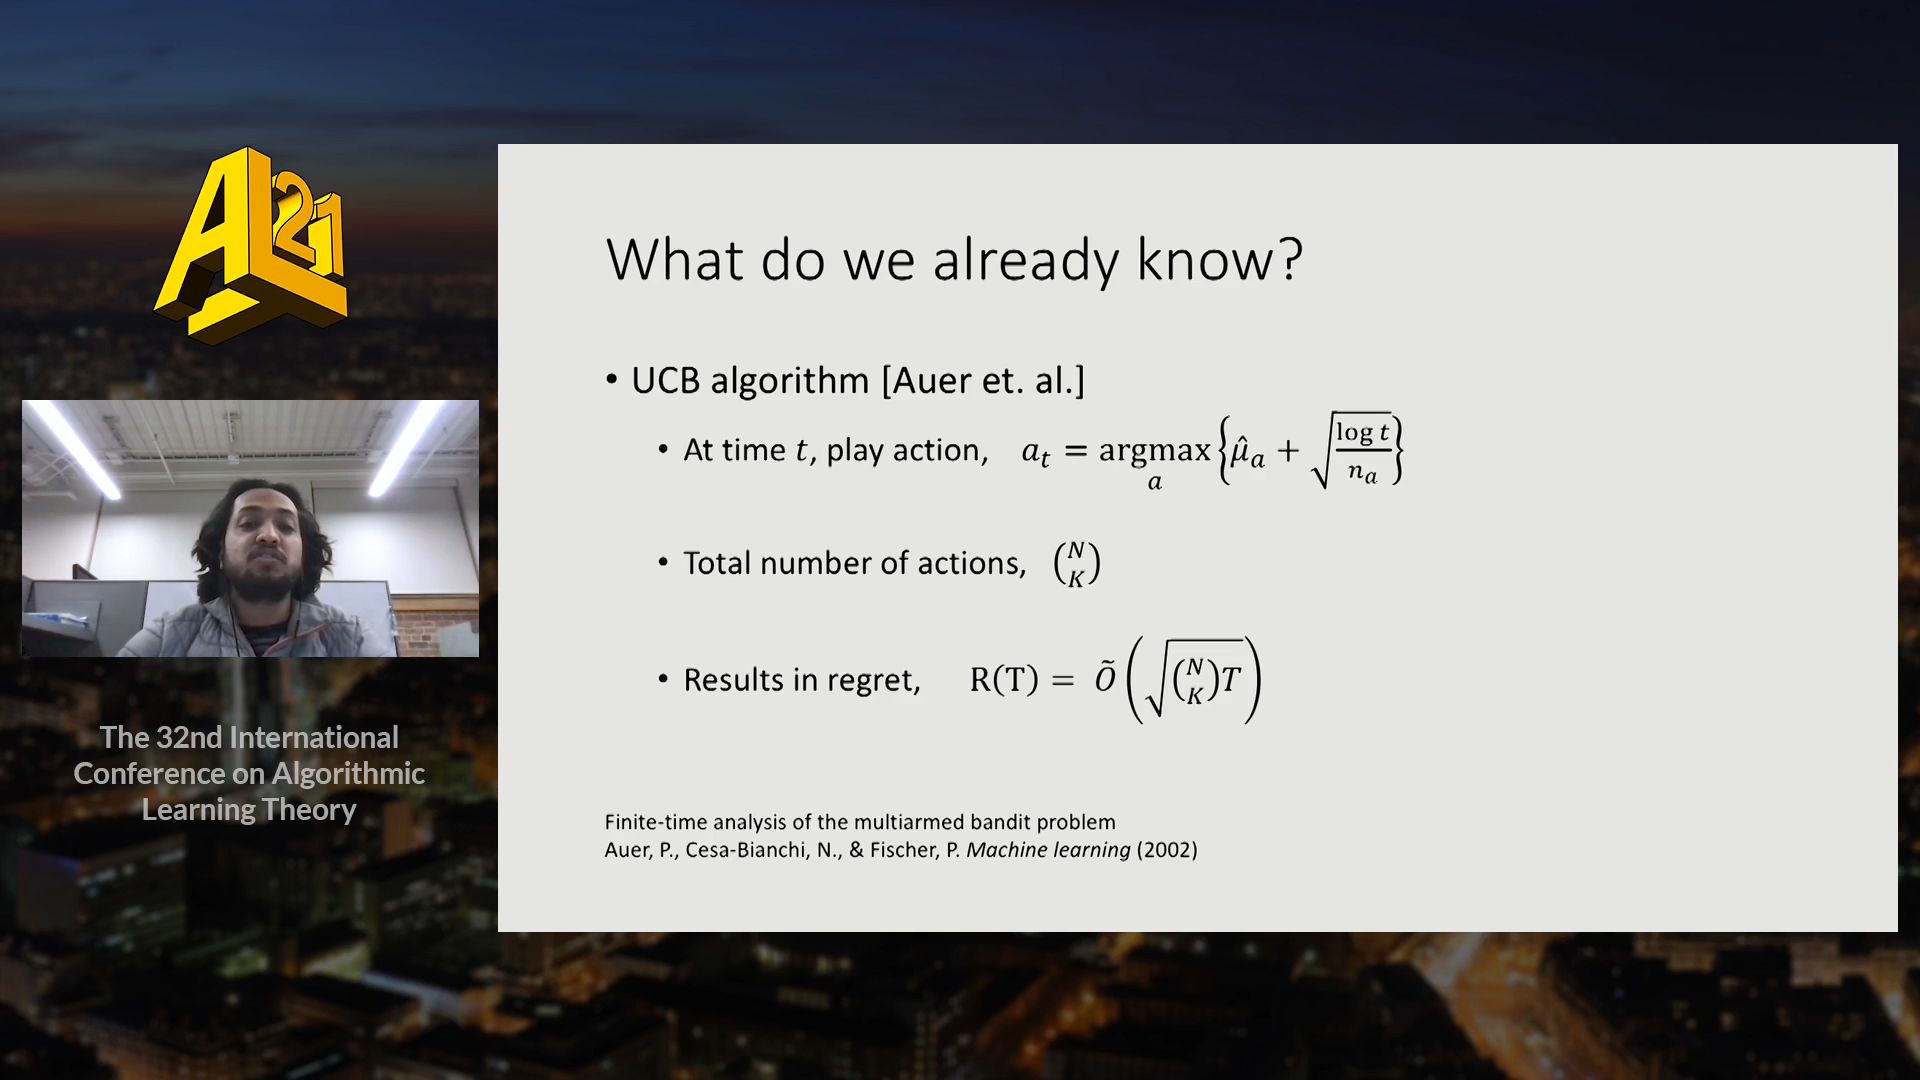 ALT 21
The 32nd International
Conference on Algorithmic
Learning Theory
What do we already know?
• UCB algorithm [Auer et. al.]
• At time t, play action, a_t = argmax_a { μ̂_a + √(log t / n_a) }
• Total number of actions, (N K)
• Results in regret, R(T) = Õ(√((N K)T))
Finite-time analysis of the multiarmed bandit problem
Auer, P., Cesa-Bianchi, N., & Fischer, P. Machine learning (2002)